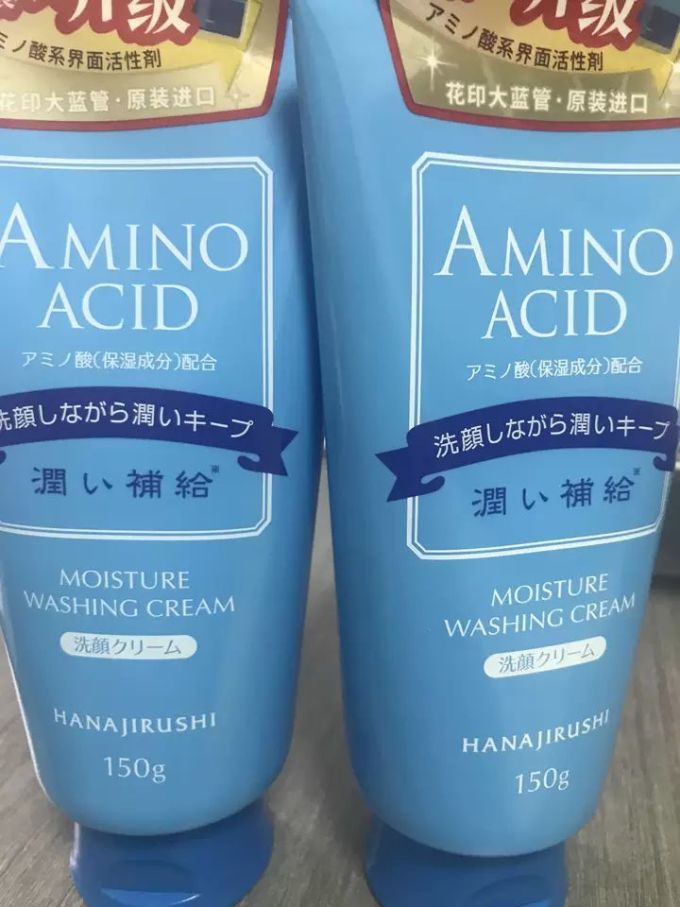 升级
ミノ酸系界面活性剤
花印大蓝管·原装进口
AMINO
ACID
アミノ酸(保湿成分)配合
洗顔しながら潤いキープ
潤い補給※
MOISTURE
WASHING CREAM
洗顔クリーム
HANAJIRUSHI
150g
升级
アミノ酸系界面活性剤
花印大蓝管·原装进口
AMINO
ACID
アミノ酸(保湿成分)配合
洗顔しながら潤いキープ
潤い補給※
MOISTURE
WASHING CREAM
洗顔クリーム
HANAJIRUSHI
150g